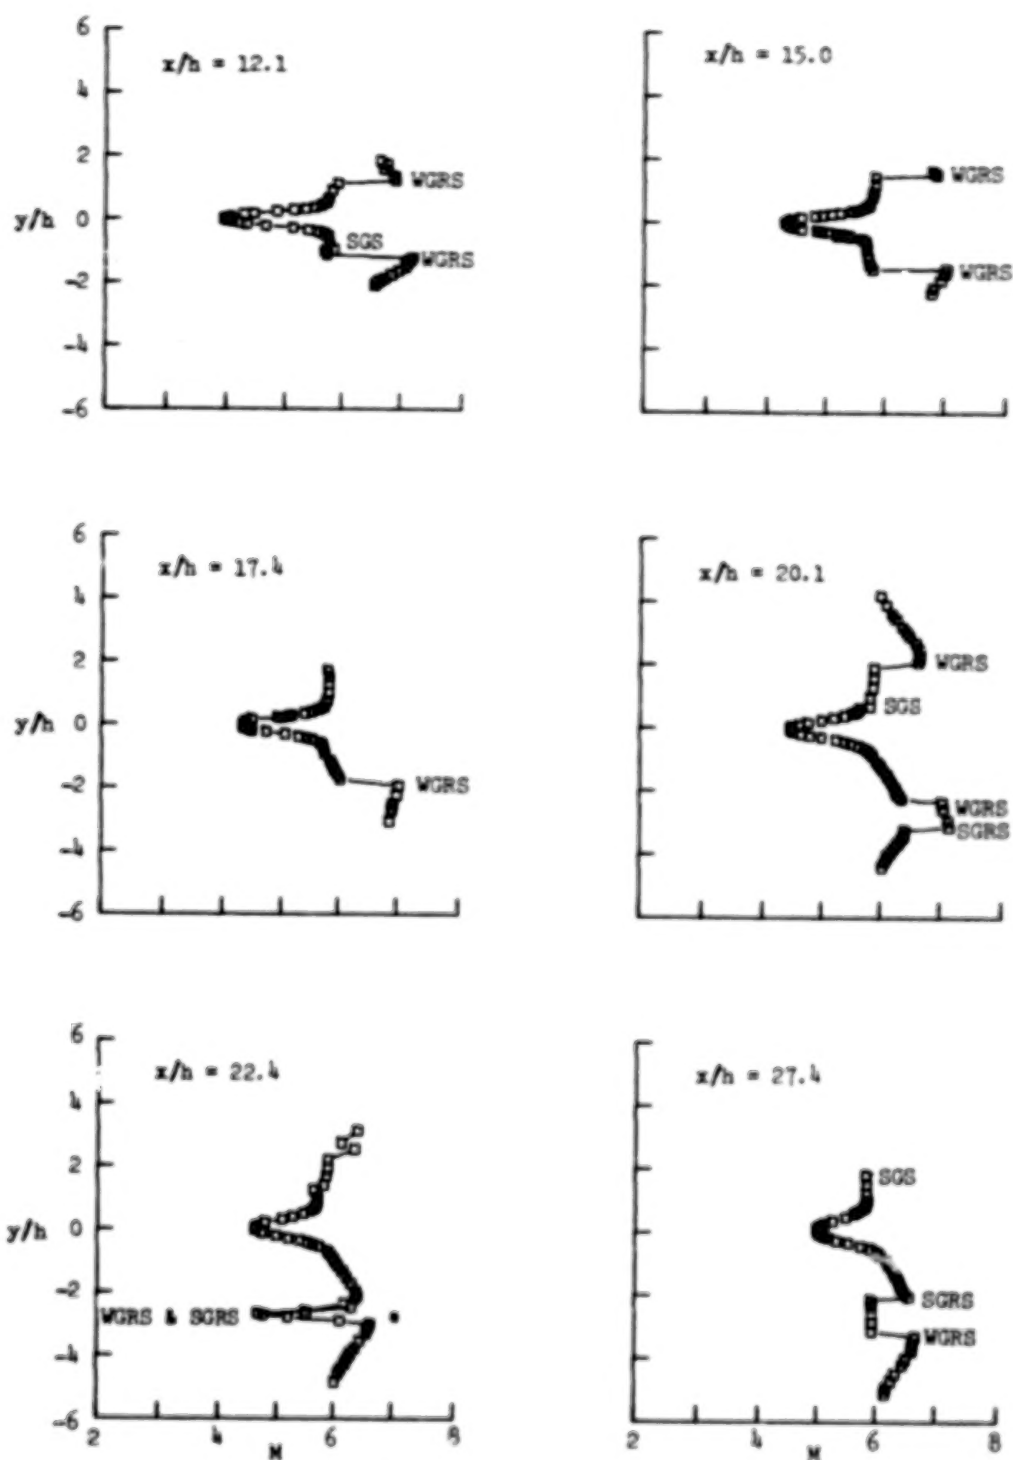 6
x/h = 12.1
4
2
WGRS
y/h 0
SGS
WGRS
-2
-4
-6
x/h = 15.0
WGRS
WGRS
6
x/h = 17.4
4
2
y/h 0
-2
WGRS
-4
-6
x/h = 20.1
WGRS
SGS
WGRS
SGRS
6
x/h = 22.4
4
2
y/h 0
-2
WGRS & SGRS
-4
-6
2 4 6 8
M
x/h = 27.4
SGS
SGRS
WGRS
2 4 6 8
M